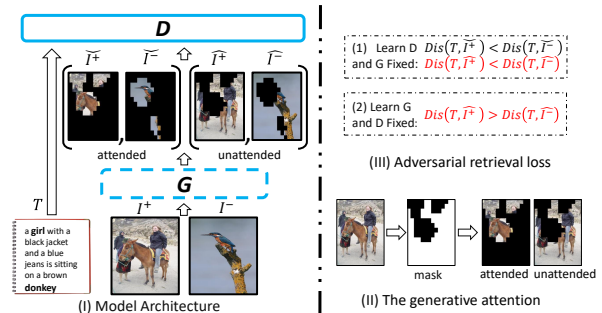 D
Ĭ⁺ Ĭ⁻ Î⁺ Î⁻
, ,
attended unattended
G
T
I⁺ I⁻
a girl with a
black jacket
and a blue
jeans is sitting
on a brown
donkey
(I) Model Architecture
(1) Learn D Dis(T, Ĭ⁺) < Dis(T, Ĭ⁻)
and G Fixed: Dis(T, Î⁺) < Dis(T, Î⁻)
(2) Learn G
and D Fixed: Dis(T, Î⁺) > Dis(T, Î⁻)
(III) Adversarial retrieval loss
mask attended unattended
(II) The generative attention